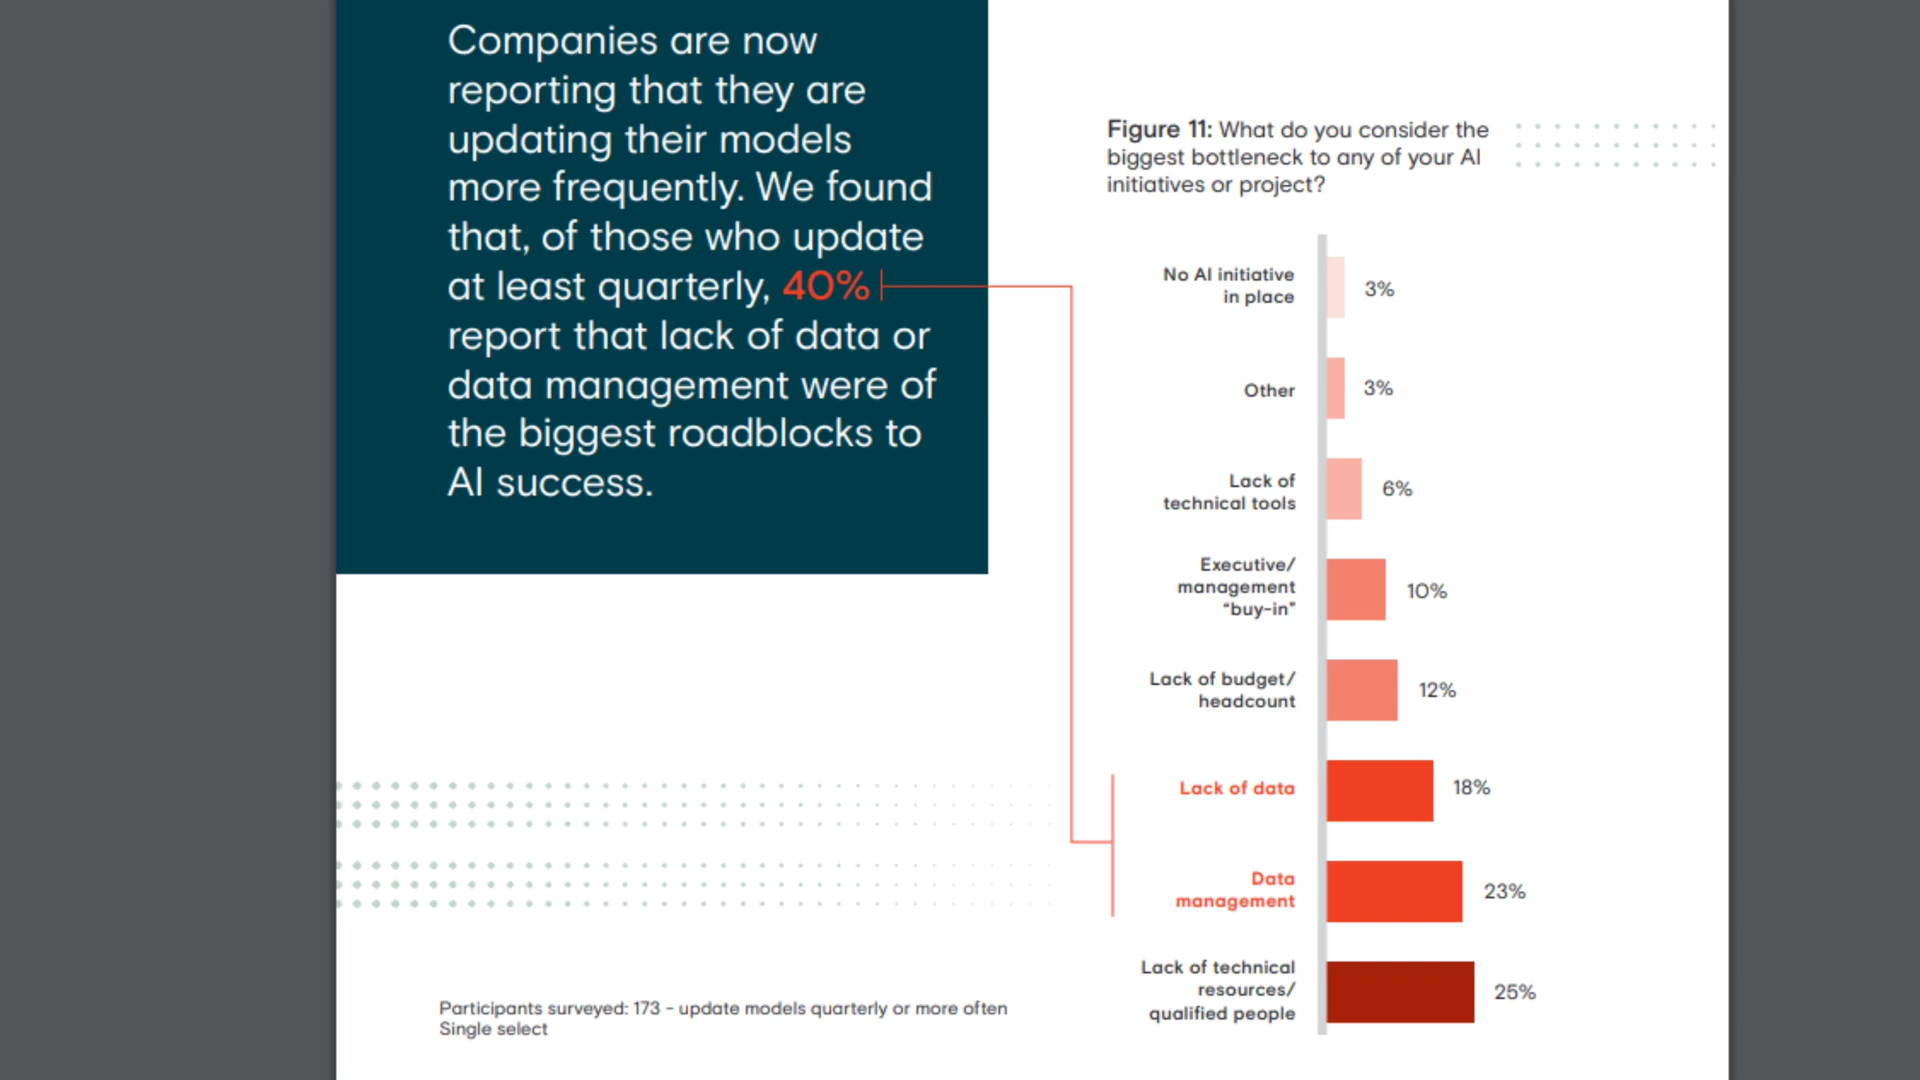 Companies are now
reporting that they are
updating their models
more frequently. We found
that, of those who update
at least quarterly, 40%
report that lack of data or
data management were of
the biggest roadblocks to
AI success.
Participants surveyed: 173 - update models quarterly or more often
Single select
Figure 11: What do you consider the
biggest bottleneck to any of your AI
initiatives or project?
No AI initiative
in place
3%
Other
3%
Lack of
technical tools
6%
Executive/
management
"buy-in"
10%
Lack of budget/
headcount
12%
Lack of data
18%
Data
management
23%
Lack of technical
resources/
qualified people
25%